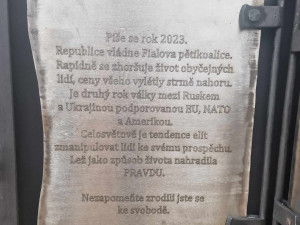 Píše se rok 2023.
Republice vládne Fialova pětikoalice.
Rapidně se zhoršuje život obyčejných
lidí, ceny všeho vylétly strmě nahoru.
Je druhý rok války mezi Ruskem
a Ukrajinou podporovanou EU, NATO
a Amerikou.
Celosvětově je tendence elit
zmanipulovat lidi ke svému prospěchu.
Lež jako způsob života nahradila
PRAVDU.
Nezapomeňte zrodili jste se
ke svobodě.